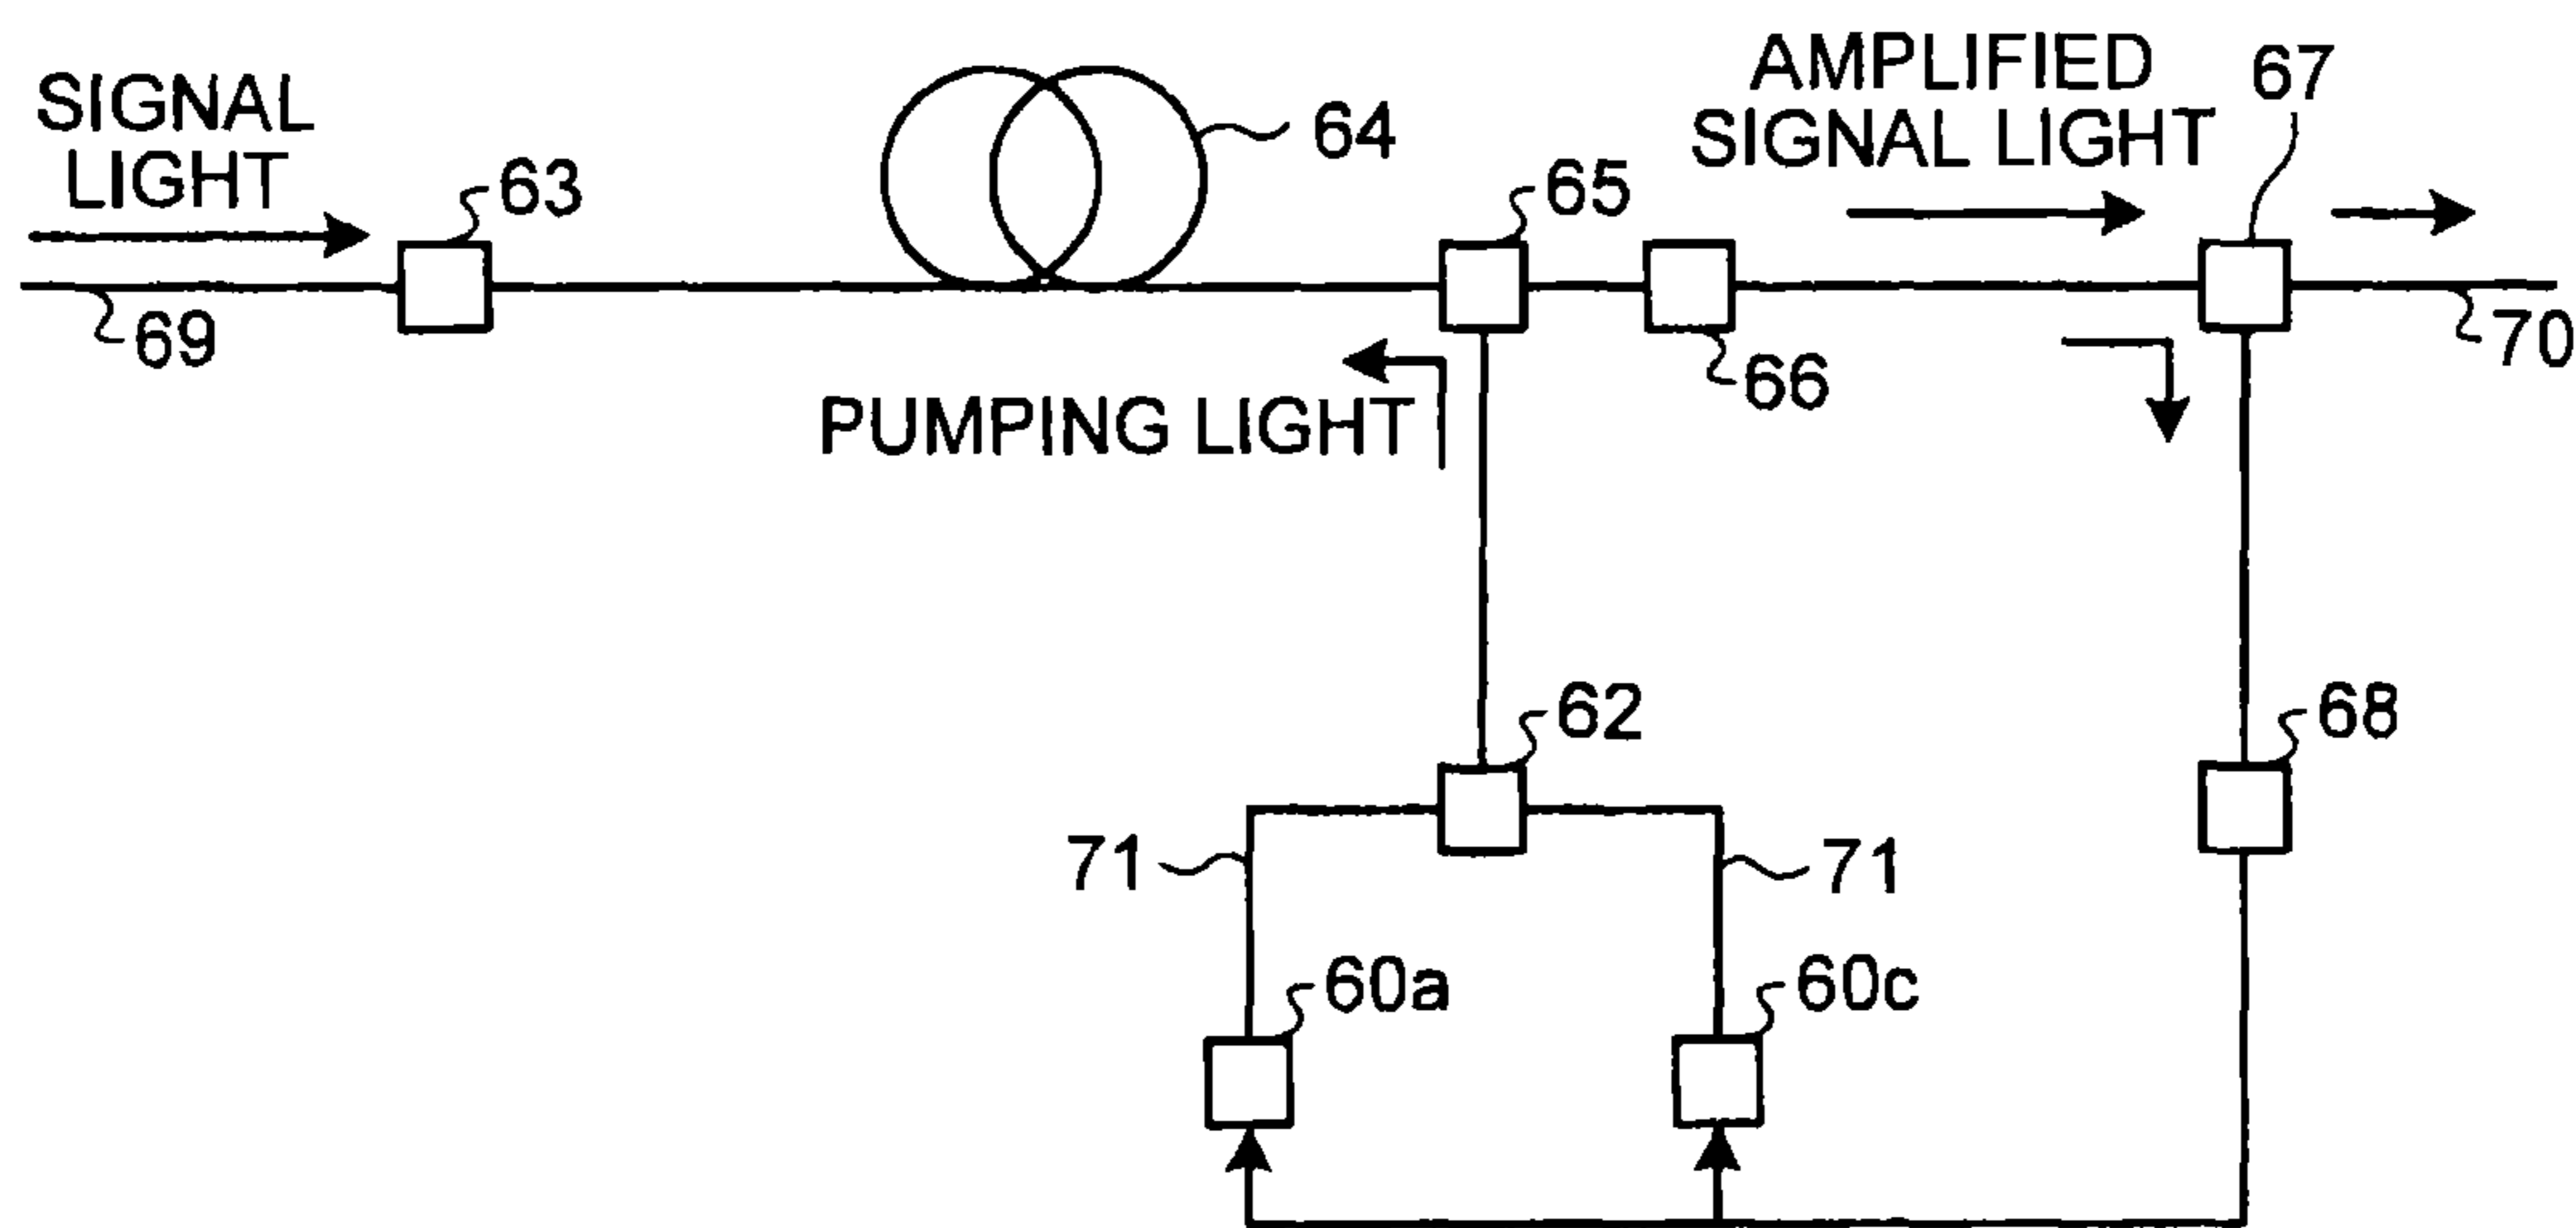 SIGNAL
LIGHT
63
64
65
AMPLIFIED
SIGNAL LIGHT
67
69
66
70
PUMPING LIGHT
62
68
71
71
60a
60c